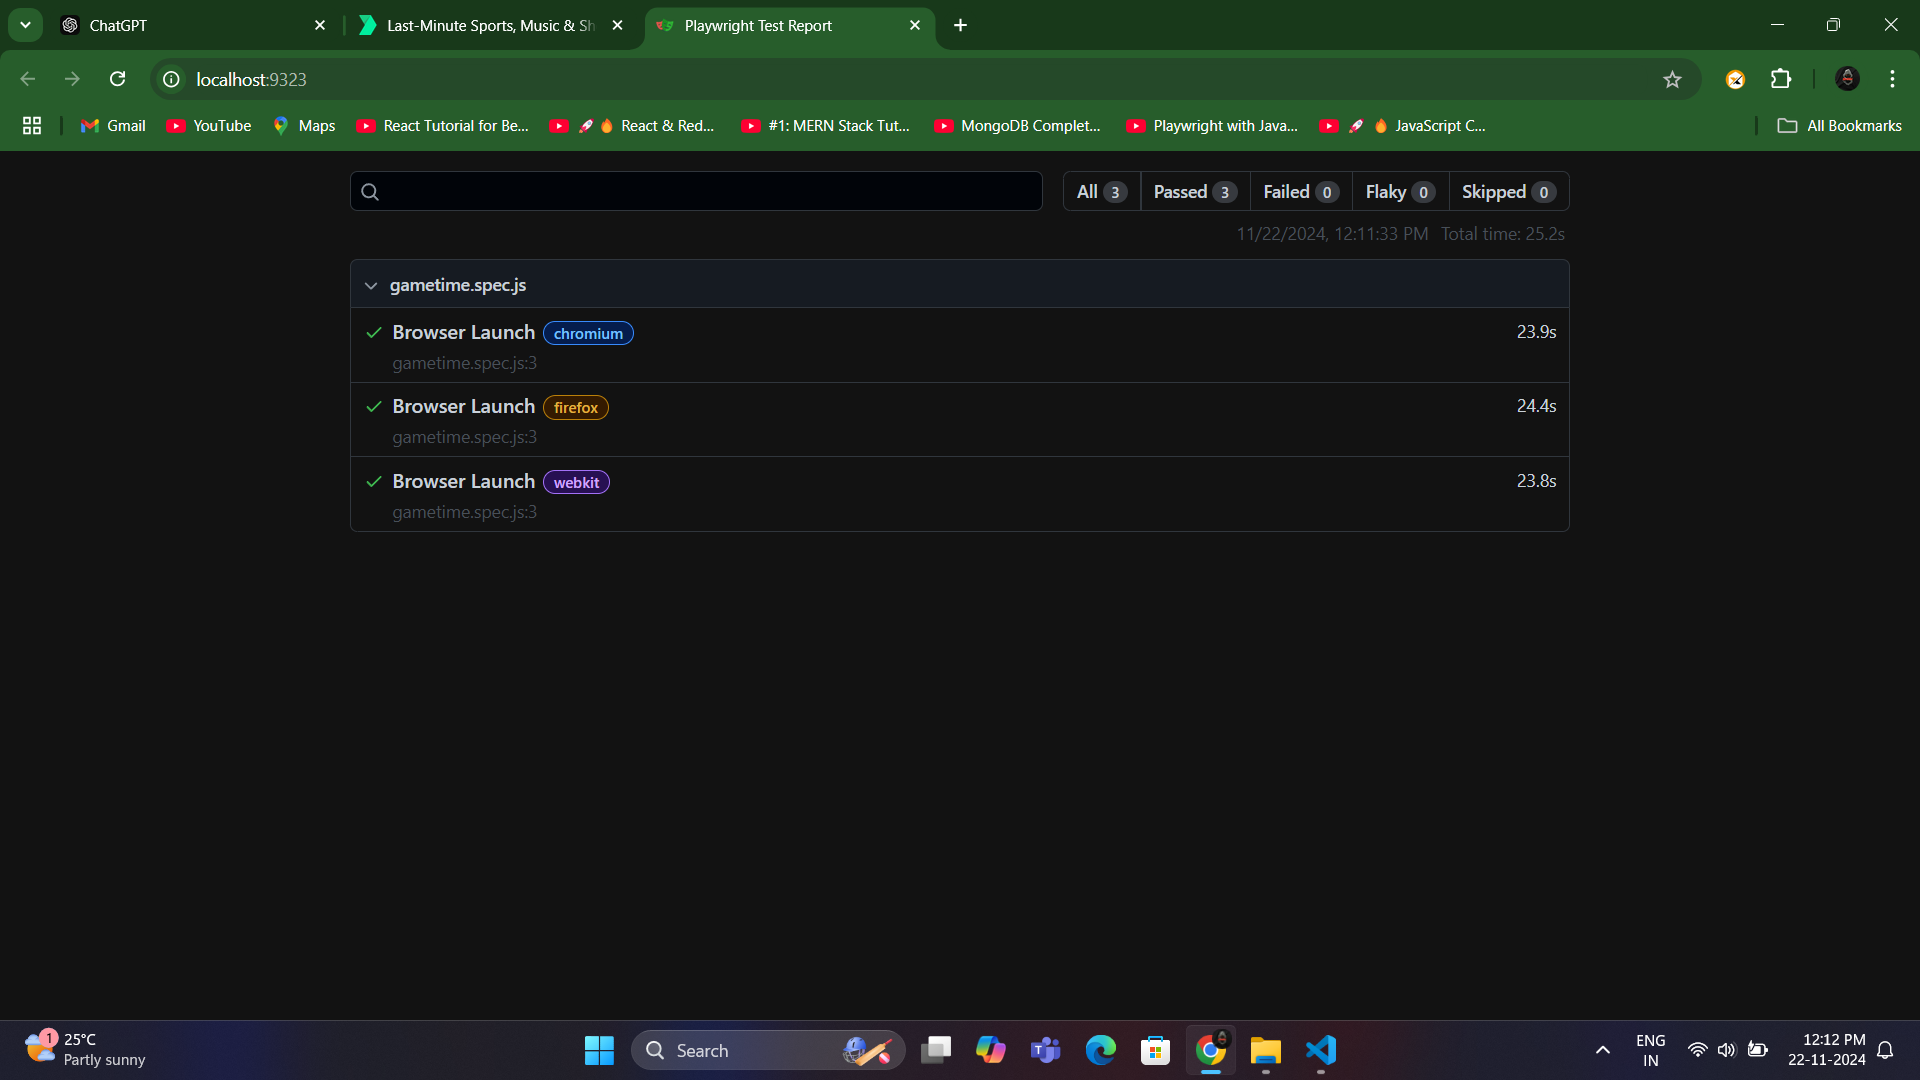 ChatGPT
Last-Minute Sports, Music & Sh
Playwright Test Report
localhost:9323
Gmail
YouTube
Maps
React Tutorial for Be...
🚀🔥 React & Red...
#1: MERN Stack Tut...
MongoDB Complet...
Playwright with Java...
🚀🔥 JavaScript C...
All Bookmarks
All 3
Passed 3
Failed 0
Flaky 0
Skipped 0
11/22/2024, 12:11:33 PM Total time: 25.2s
gametime.spec.js
Browser Launch chromium 23.9s
gametime.spec.js:3
Browser Launch firefox 24.4s
gametime.spec.js:3
Browser Launch webkit 23.8s
gametime.spec.js:3
1
25°C
Partly sunny
Search
ENG
IN
12:12 PM
22-11-2024